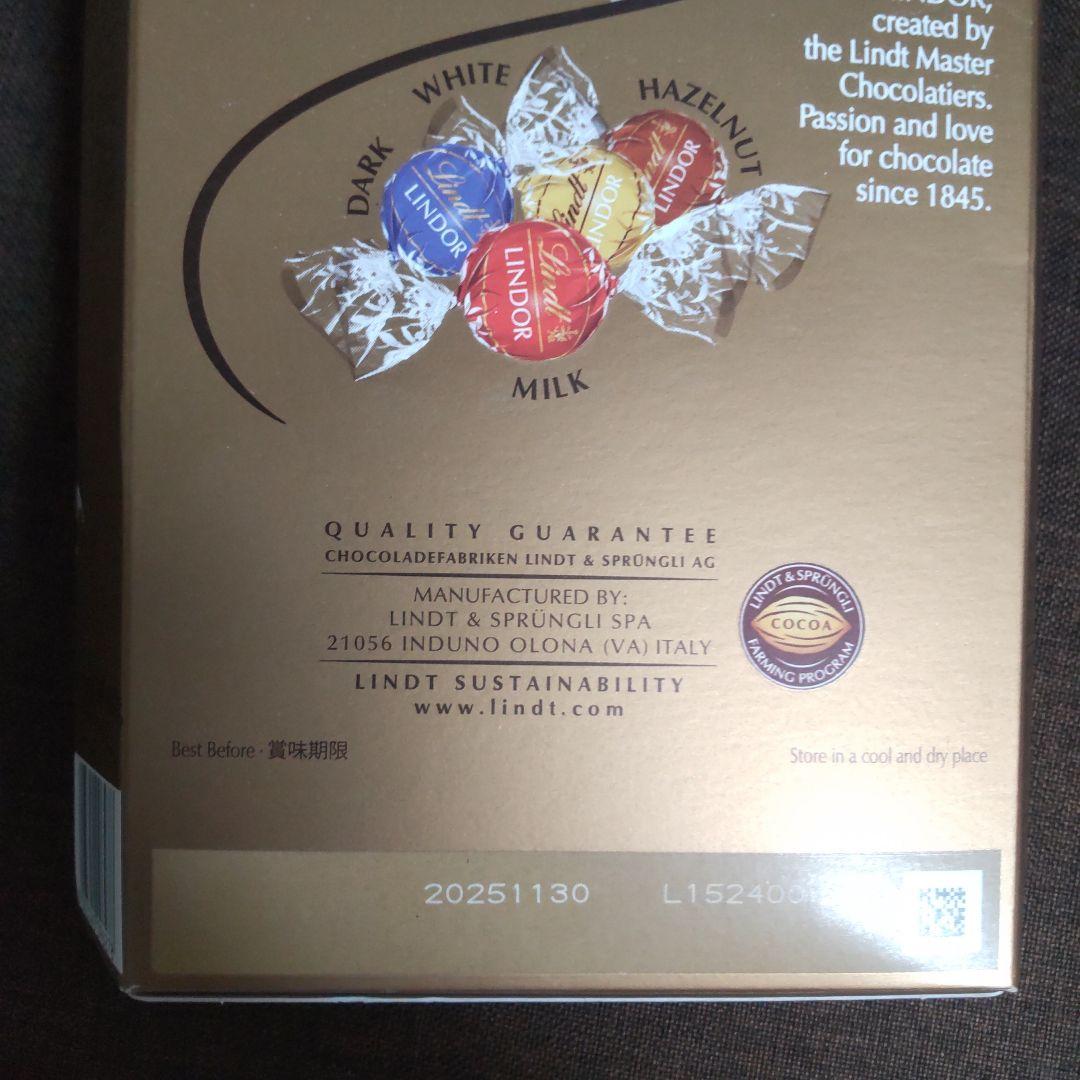 created by
the Lindt Master
Chocolatiers.
Passion and love
for chocolate
since 1845.
WHITE
HAZELNUT
DARK
Lindt
LINDOR
Lindt
LINDOR
Lindt
LINDOR
Lindt
LINDOR
MILK
QUALITY GUARANTEE
CHOCOLADEFABRIKEN LINDT & SPRÜNGLI AG
MANUFACTURED BY:
LINDT & SPRÜNGLI SPA
21056 INDUNO OLONA (VA) ITALY
LINDT SUSTAINABILITY
www.lindt.com
LINDT & SPRÜNGLI
COCOA
FARMING PROGRAM
Best Before · 賞味期限
Store in a cool and dry place
20251130